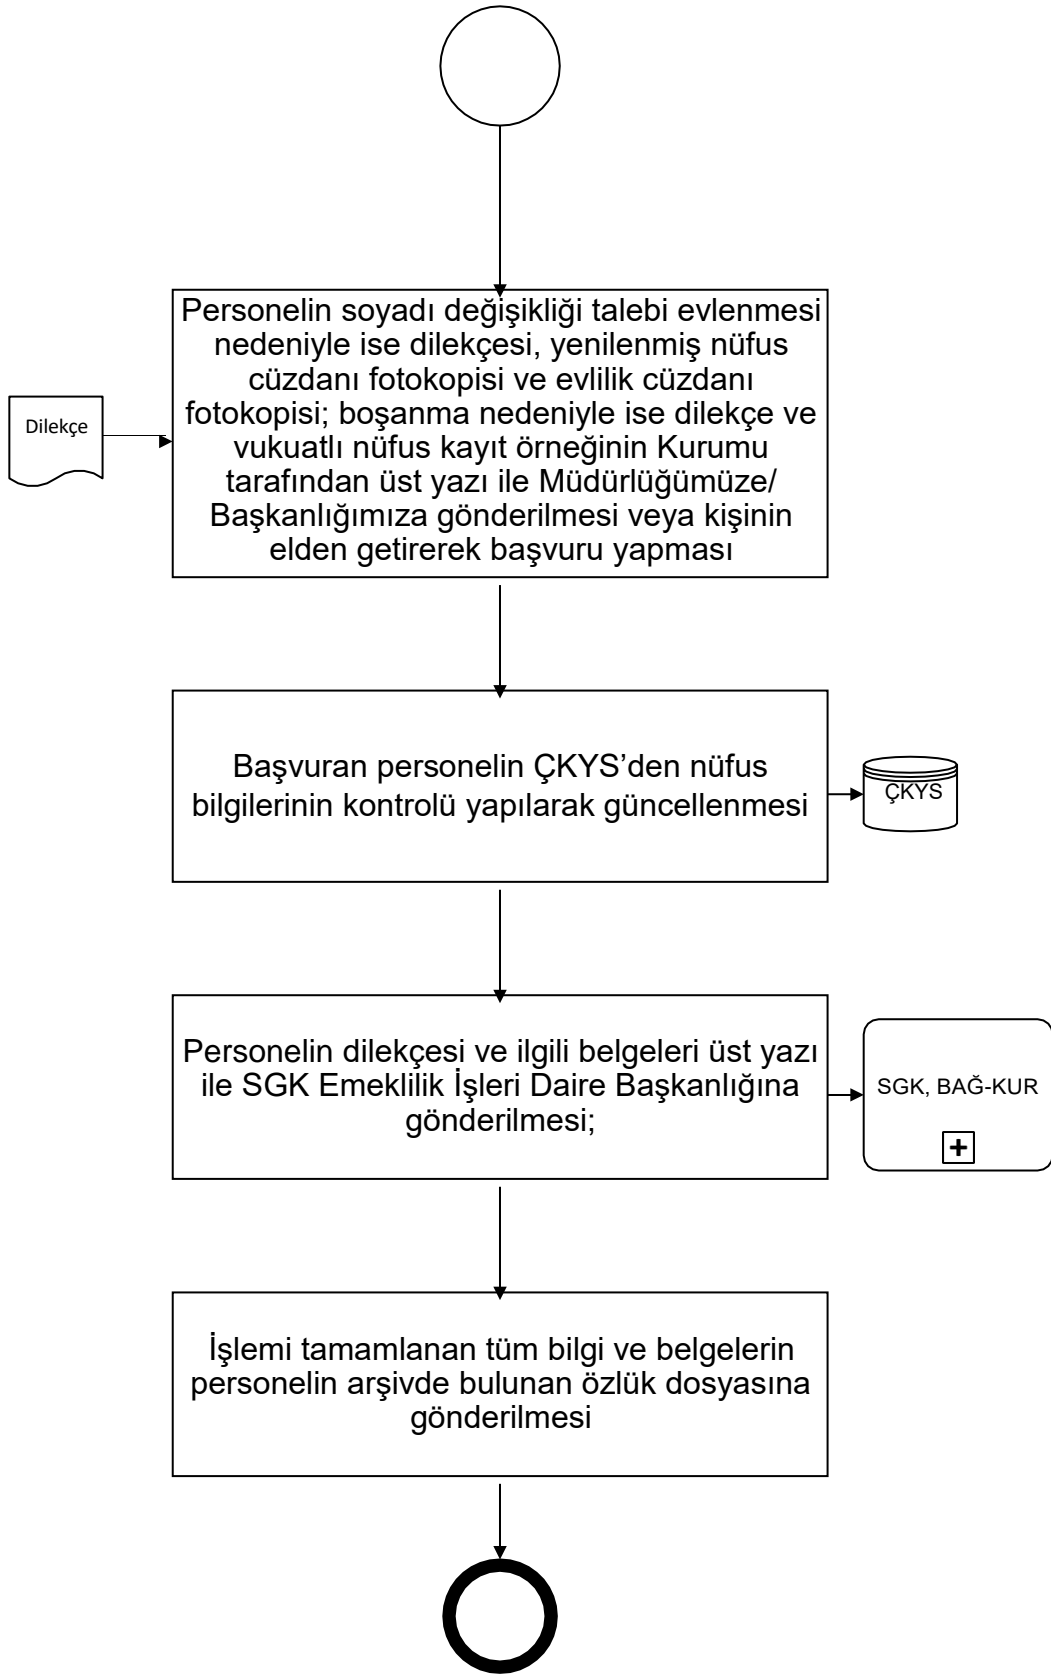 Personelin soyadı değişikliği talebi evlenmesi
nedeniyle ise dilekçesi, yenilenmiş nüfus
cüzdanı fotokopisi ve evlilik cüzdanı
fotokopisi; boşanma nedeniyle ise dilekçe ve
vukuatlı nüfus kayıt örneğinin Kurumu
tarafından üst yazı ile Müdürlüğümüze/
Başkanlığımıza gönderilmesi veya kişinin
elden getirerek başvuru yapması
Dilekçe
Başvuran personelin ÇKYS’den nüfus
bilgilerinin kontrolü yapılarak güncellenmesi
ÇKYS
Personelin dilekçesi ve ilgili belgeleri üst yazı
ile SGK Emeklilik İşleri Daire Başkanlığına
gönderilmesi;
SGK, BAĞ-KUR
İşlemi tamamlanan tüm bilgi ve belgelerin
personelin arşivde bulunan özlük dosyasına
gönderilmesi